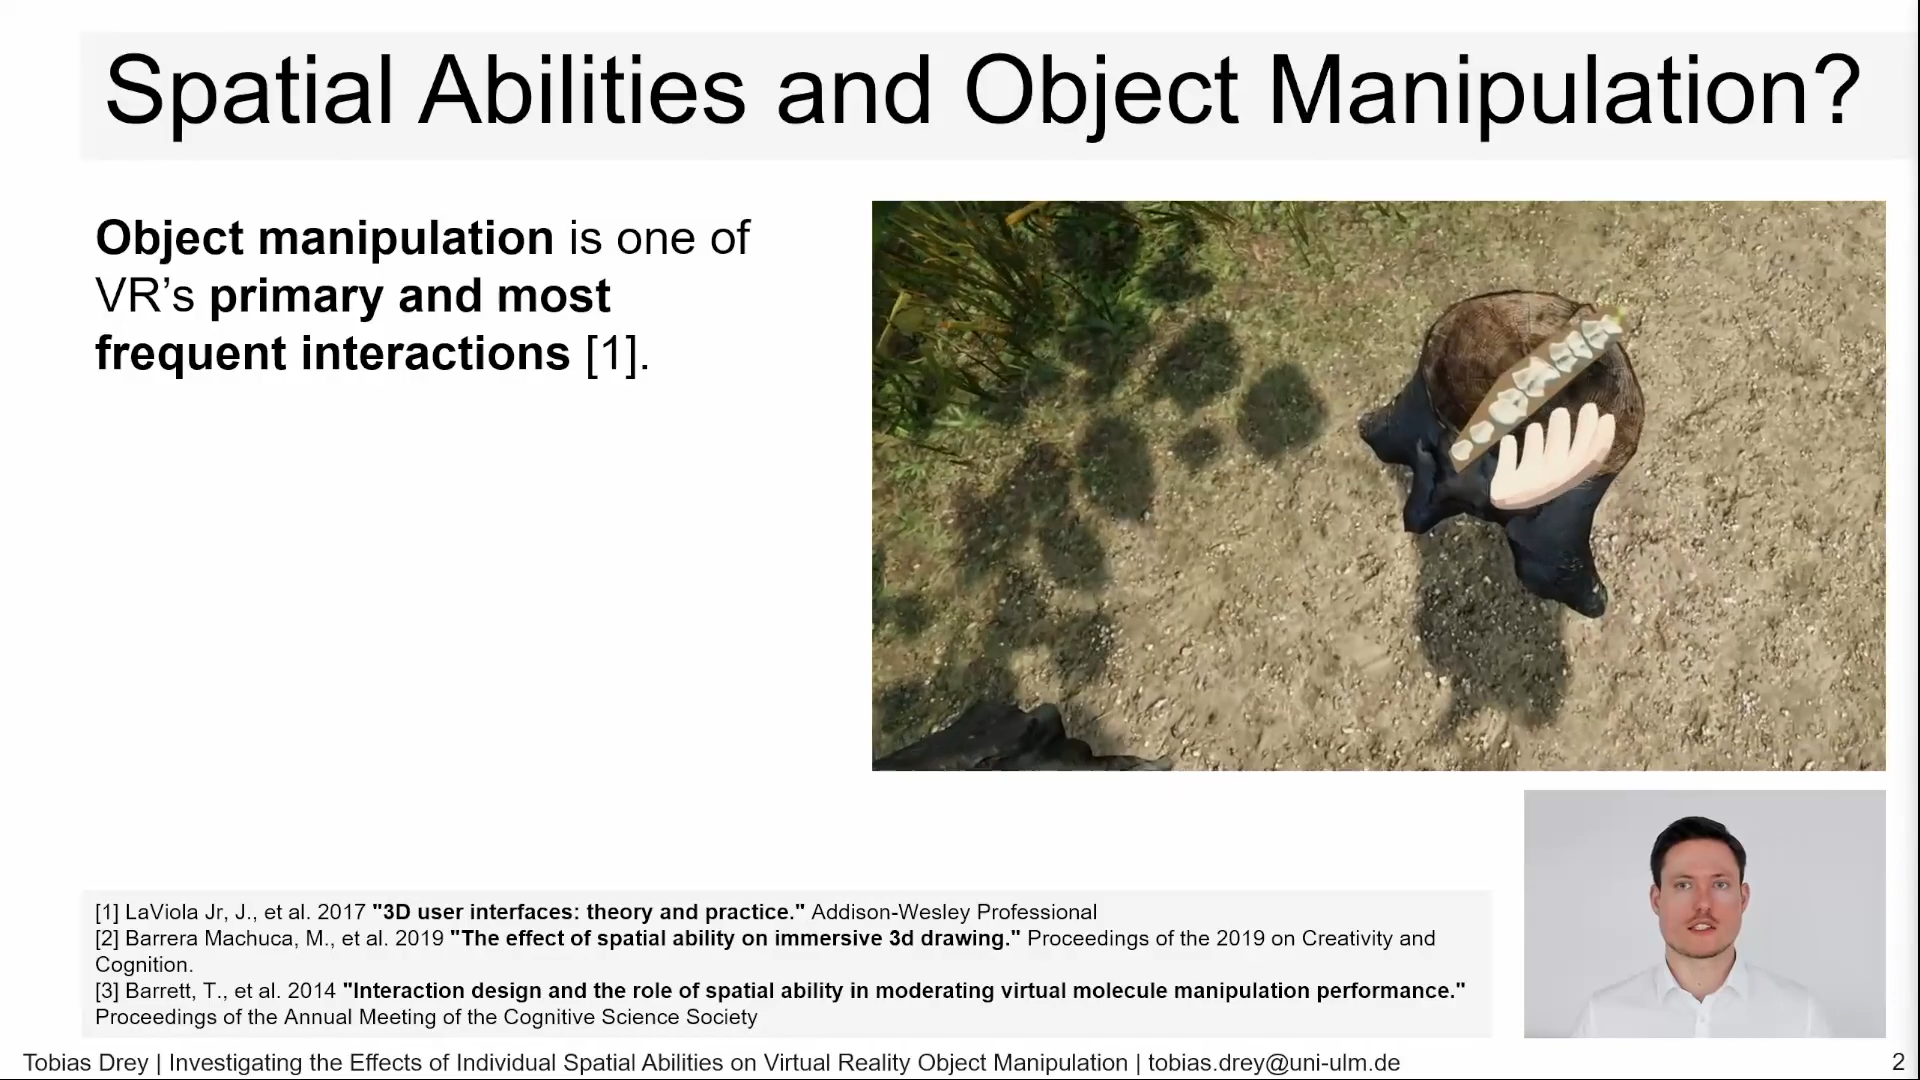 Spatial Abilities and Object Manipulation?
Object manipulation is one of
VR’s primary and most
frequent interactions [1].
[1] LaViola Jr, J., et al. 2017 "3D user interfaces: theory and practice." Addison-Wesley Professional
[2] Barrera Machuca, M., et al. 2019 "The effect of spatial ability on immersive 3d drawing." Proceedings of the 2019 on Creativity and
Cognition.
[3] Barrett, T., et al. 2014 "Interaction design and the role of spatial ability in moderating virtual molecule manipulation performance."
Proceedings of the Annual Meeting of the Cognitive Science Society
Tobias Drey | Investigating the Effects of Individual Spatial Abilities on Virtual Reality Object Manipulation | tobias.drey@uni-ulm.de
2